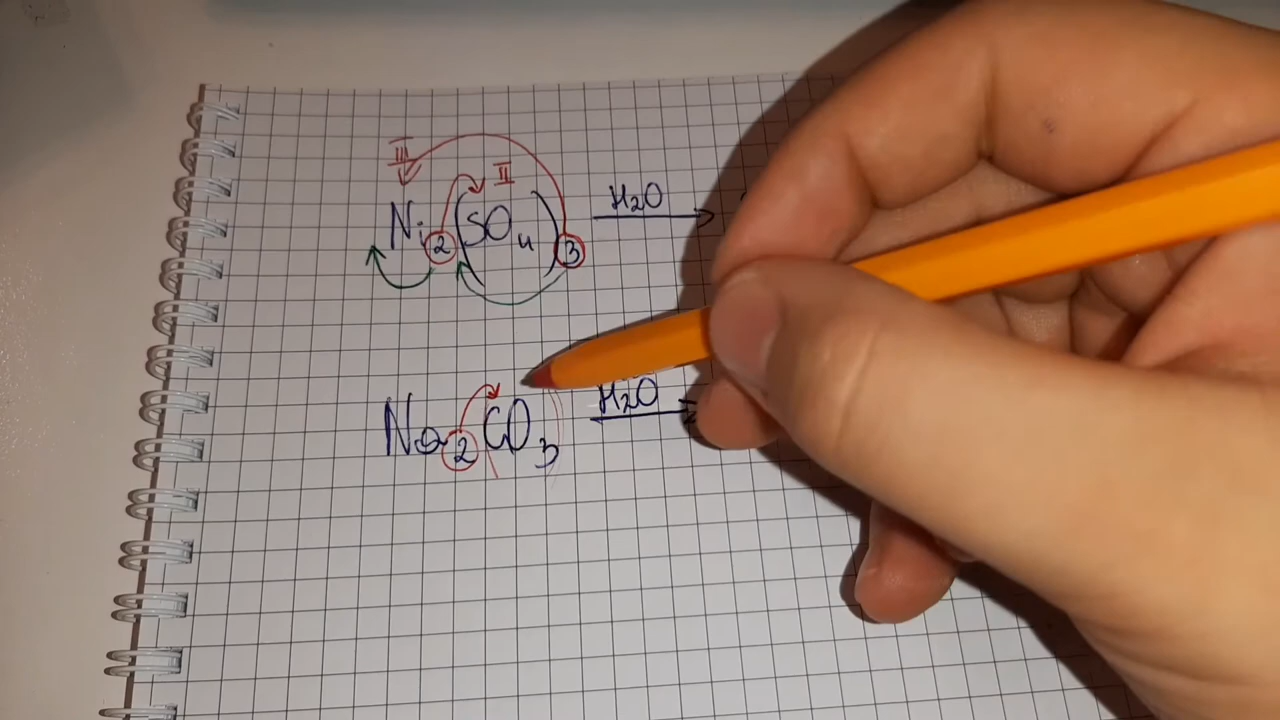 III II
Ni₂(SO₄)₃ H₂O
Na₂CO₃ H₂O